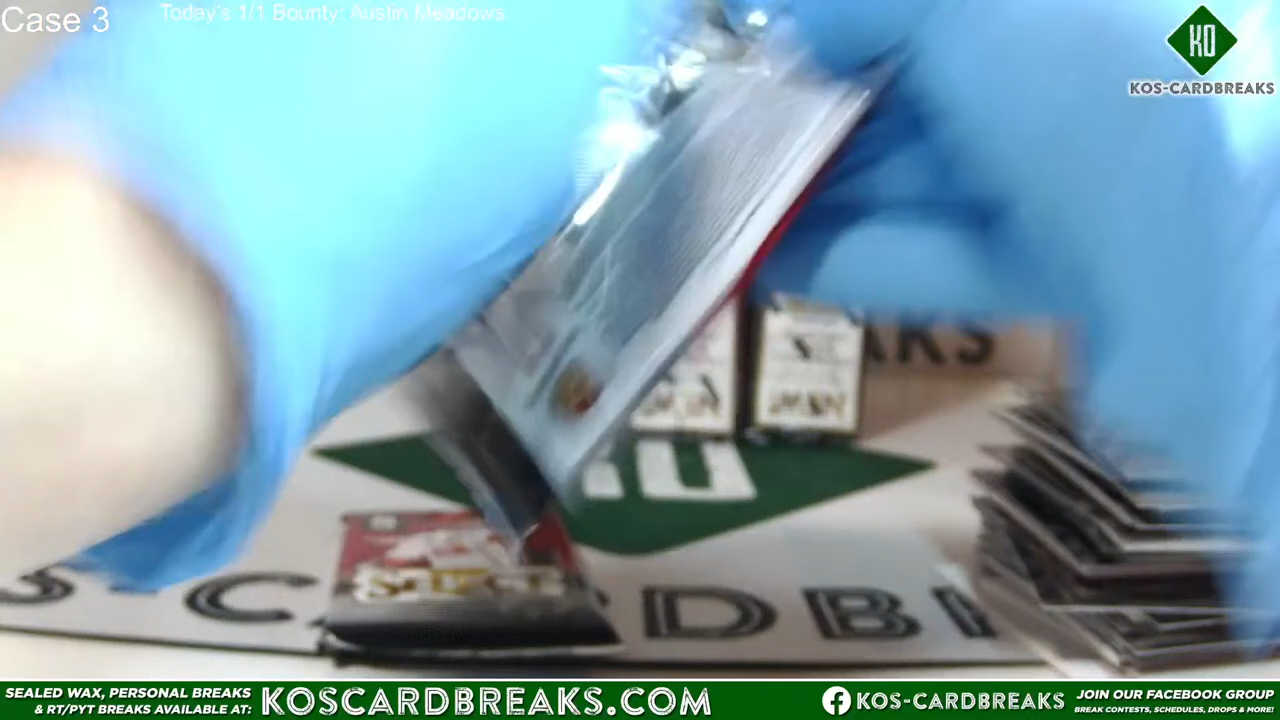 Case 3
Today's 1/1 Bounty: Austin Meadows
KO
KOS-CARDBREAKS
SEALED WAX, PERSONAL BREAKS
& RT/PYT BREAKS AVAILABLE AT:
KOSCARDBREAKS.COM
KOS-CARDBREAKS
JOIN OUR FACEBOOK GROUP
BREAK CONTESTS, SCHEDULES, DROPS & MORE!